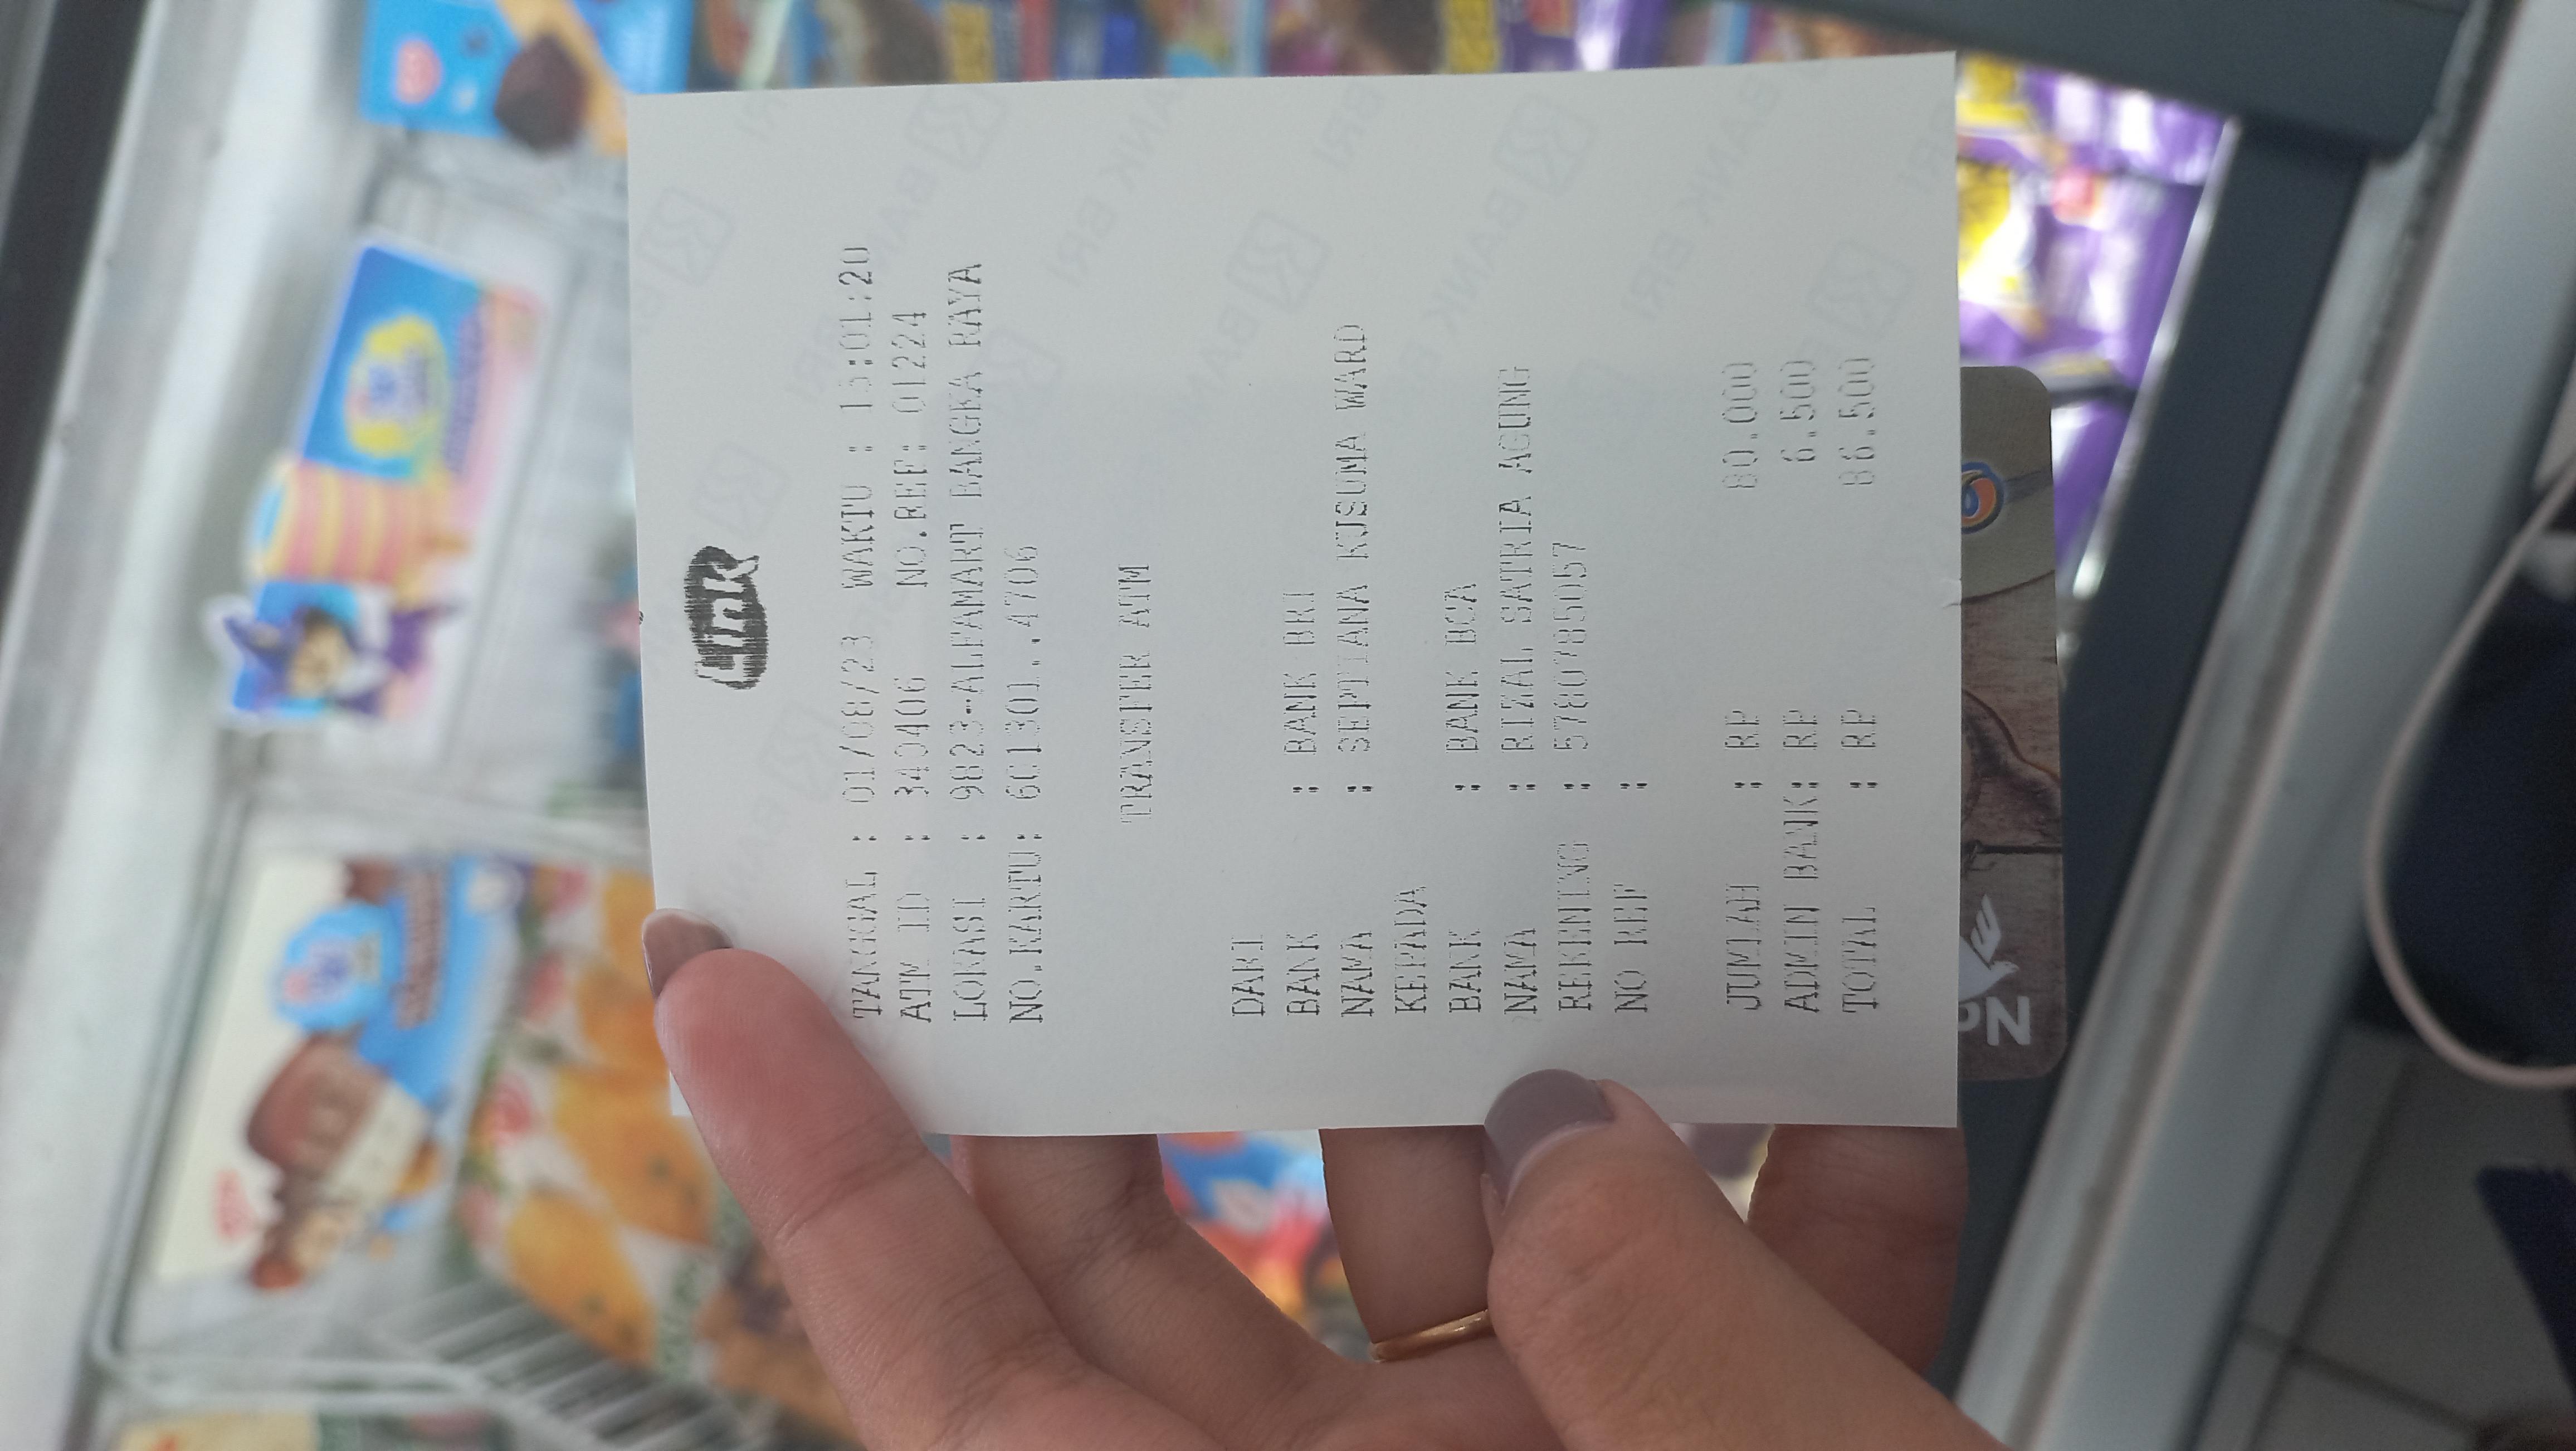 Link
TANGGAL : 01/08/23 WAKTU : 15:01:20
ATM ID : 340406 NO.REF: 01224
LOKASI : 9823-ALFAMART BANGKA RAYA
NO.KARTU: 601301..4706
TRANSFER ATM
DARI
BANK : BANK BRI
NAMA : SEPTIANA KUSUMA WARD
KEPADA
BANK : BANK BCA
NAMA : RIZAL SATRIA AGUNG
REKENING : 5780785057
NO REF :
JUMLAH : RP 80.000
ADMIN BANK: RP 6.500
TOTAL : RP 86.500